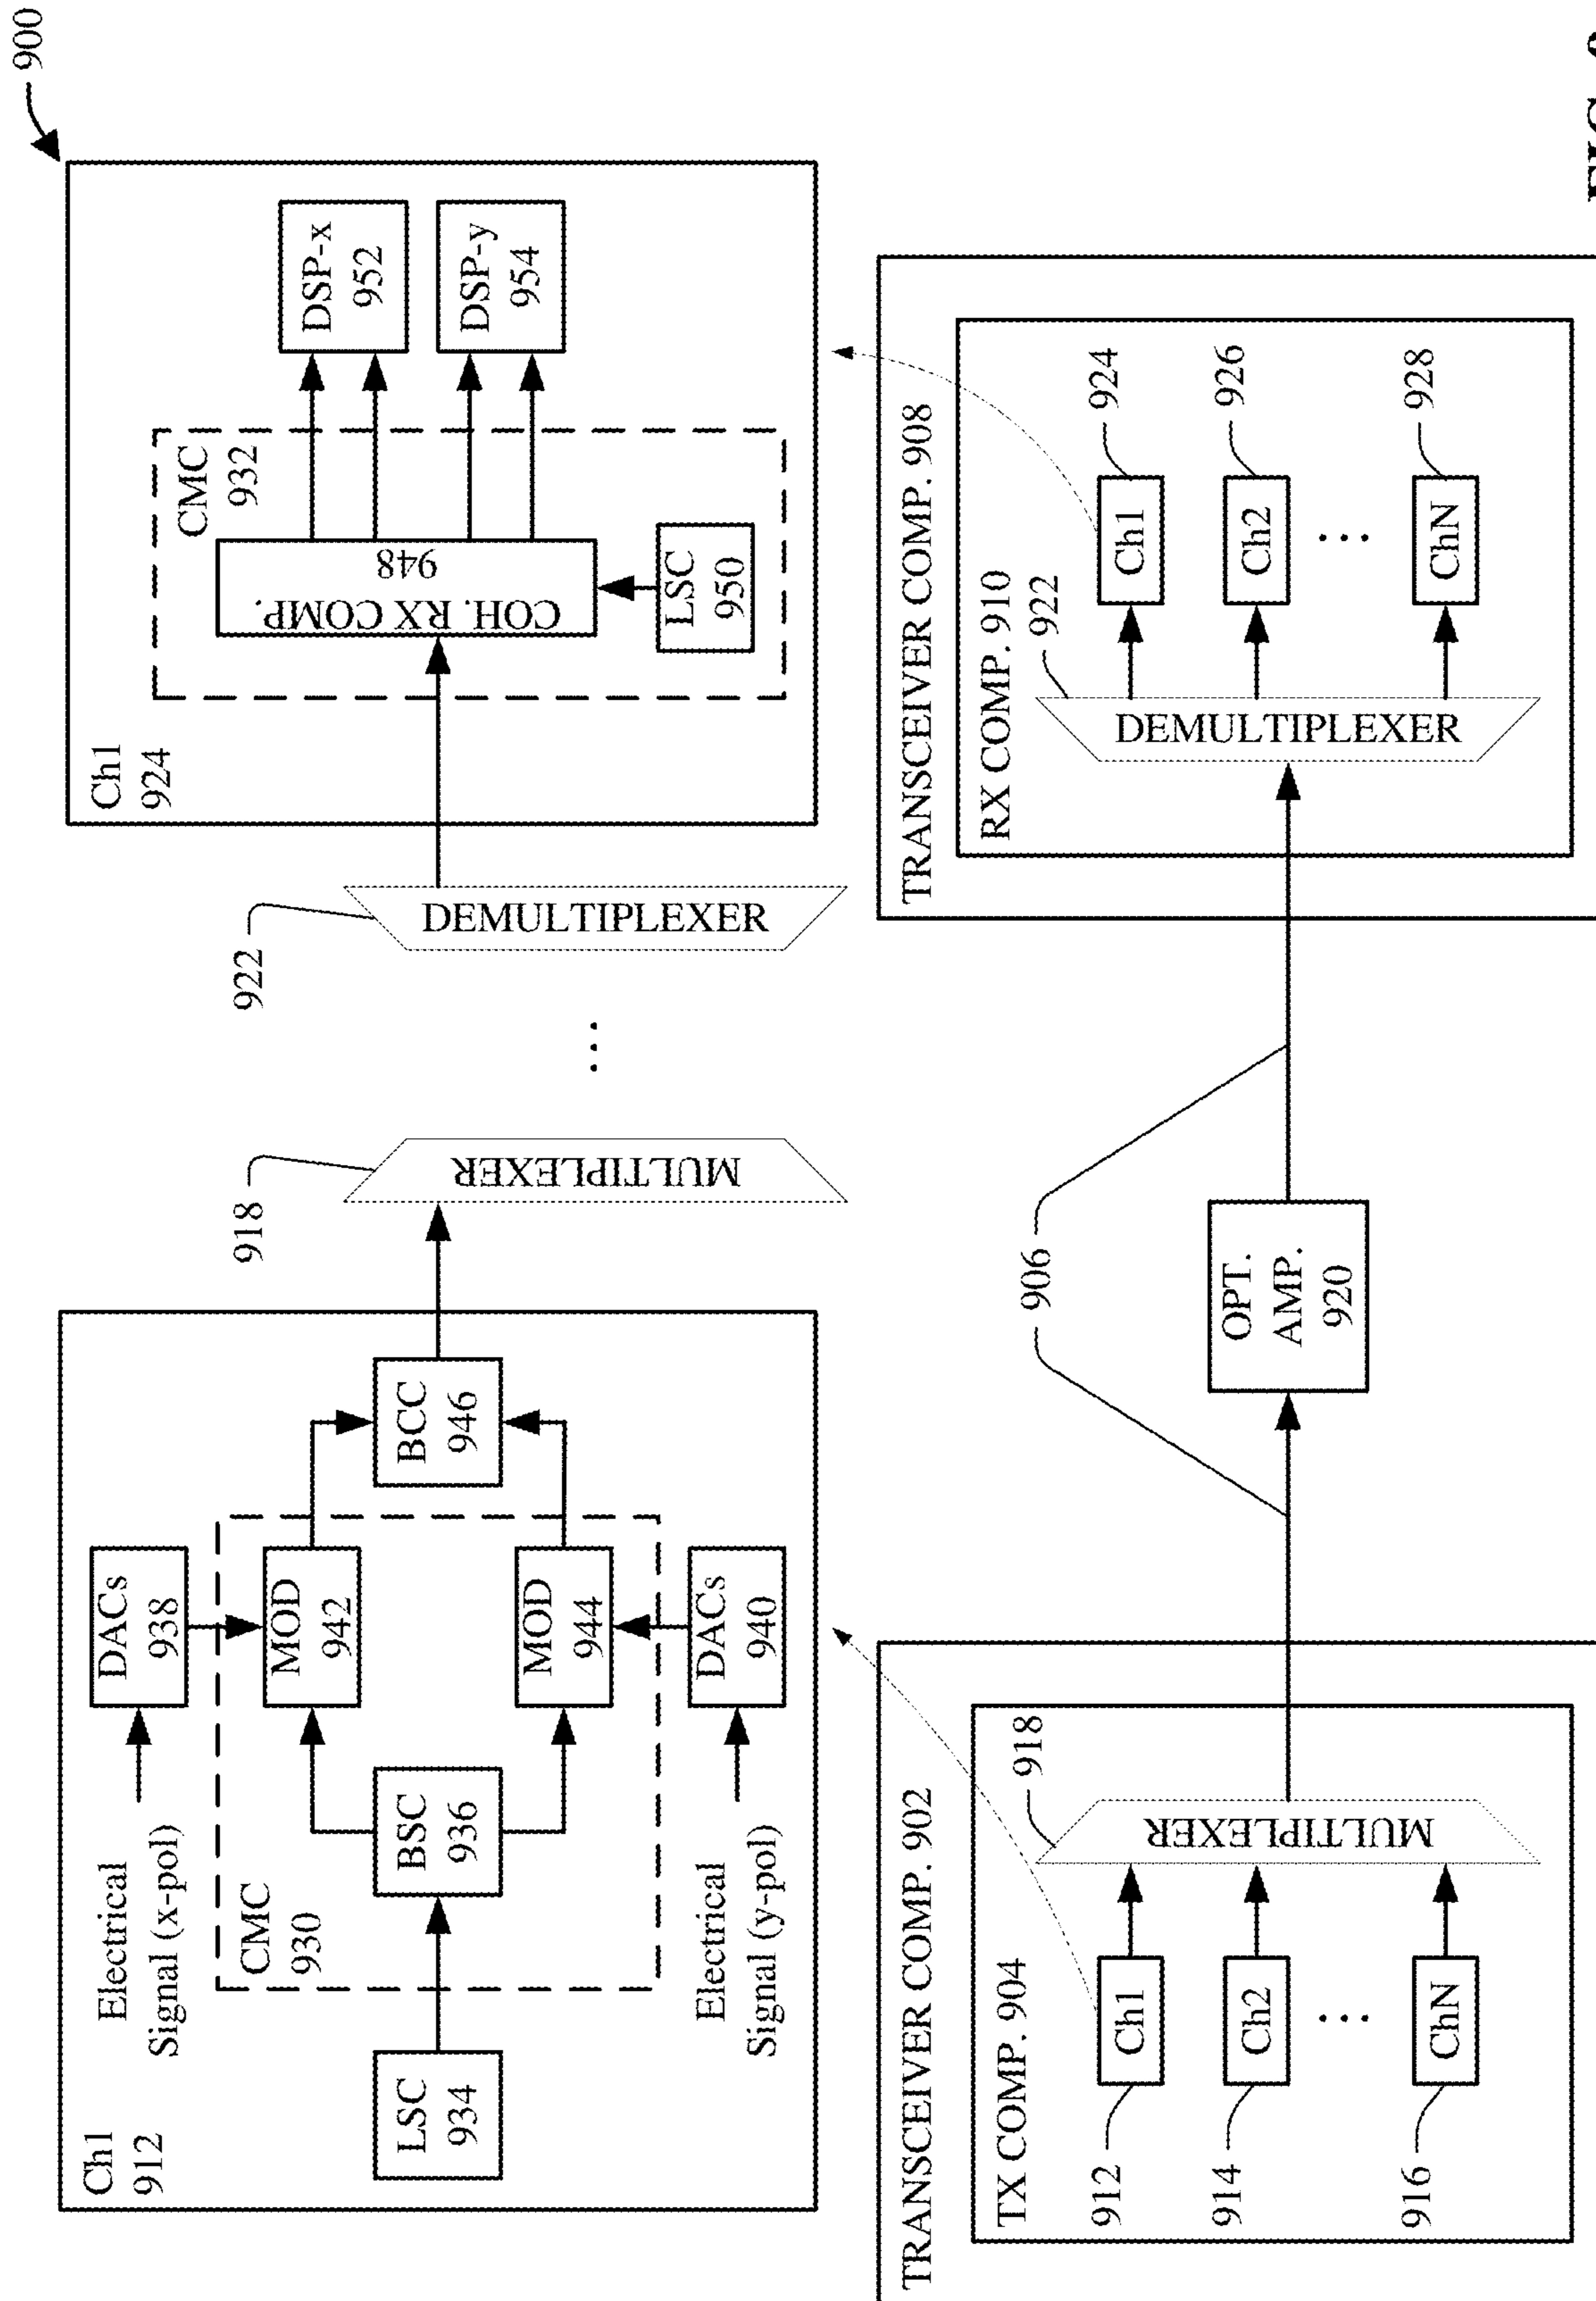 900
Ch1
912
Electrical
Signal (x-pol)
DACs
938
CMC
930
LSC
934
BSC
936
MOD
942
MOD
944
BCC
946
Electrical
Signal (y-pol)
DACs
940
918
MULTIPLEXER
...
922
DEMULTIPLEXER
Ch1
924
CMC
932
COH. RX COMP.
948
LSC
950
DSP-x
952
DSP-y
954
TRANSCEIVER COMP. 902
TX COMP. 904
912
Ch1
914
Ch2
...
916
ChN
918
MULTIPLEXER
906
OPT.
AMP.
920
TRANSCEIVER COMP. 908
RX COMP. 910
922
DEMULTIPLEXER
Ch1
924
Ch2
926
...
ChN
928